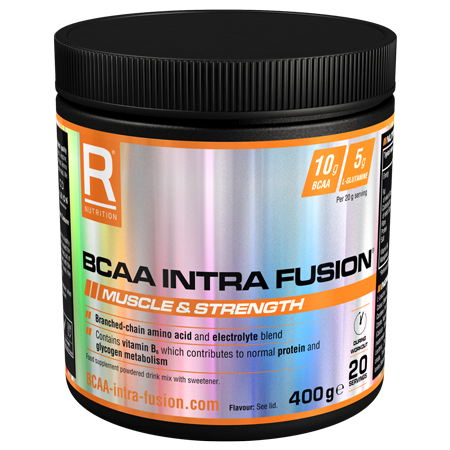 R®
NUTRITION
10g
BCAA
5g
L-GLUTAMINE
Per 20g serving
BCAA INTRA FUSION®
MUSCLE & STRENGTH
Branched-chain amino acid and electrolyte blend
Contains vitamin B6 which contributes to normal protein and
glycogen metabolism
Food supplement powdered drink mix with sweetener.
BCAA-intra-fusion.com
Flavour: See lid.
400g e
DURING
WORKOUT
20
SERVINGS